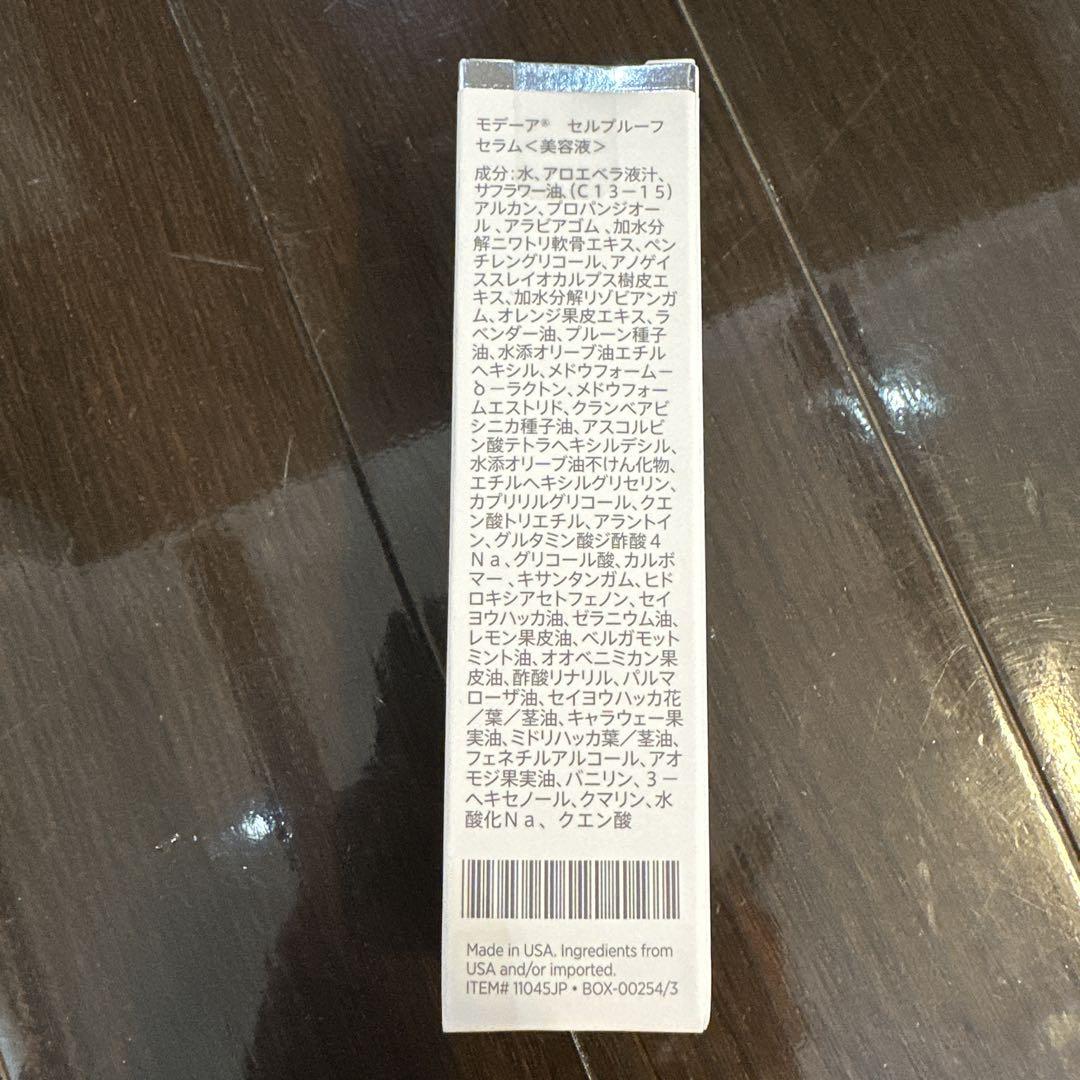 モデーア® セルプルーフ
セラム<美容液>
成分:水、アロエベラ液汁、
サフラワー油、(C13-15)
アルカン、プロパンジオー
ル、アラビアゴム、加水分
解ニワトリ軟骨エキス、ペン
チレングリコール、アノゲイ
ススレイオカルプス樹皮エ
キス、加水分解リゾビアンガ
ム、オレンジ果皮エキス、ラ
ベンダー油、プルーン種子
油、水添オリーブ油エチル
ヘキシル、メドウフォーム-
δ-ラクトン、メドウフォー
ムエストリド、クランベアビ
シニカ種子油、アスコルビ
ン酸テトラヘキシルデシル、
水添オリーブ油不けん化物、
エチルヘキシルグリセリン、
カプリリルグリコール、クエ
ン酸トリエチル、アラントイ
ン、グルタミン酸ジ酢酸4
Na、グリコール酸、カルボ
マー、キサンタンガム、ヒド
ロキシアセトフェノン、セイ
ヨウハッカ油、ゼラニウム油、
レモン果皮油、ベルガモット
ミント油、オオベニミカン果
皮油、酢酸リナリル、パルマ
ローザ油、セイヨウハッカ花
/葉/茎油、キャラウェー果
実油、ミドリハッカ葉/茎油、
フェネチルアルコール、アオ
モジ果実油、バニリン、3-
ヘキセノール、クマリン、水
酸化Na、クエン酸
Made in USA. Ingredients from
USA and/or imported.
ITEM# 11045JP • BOX-00254/3